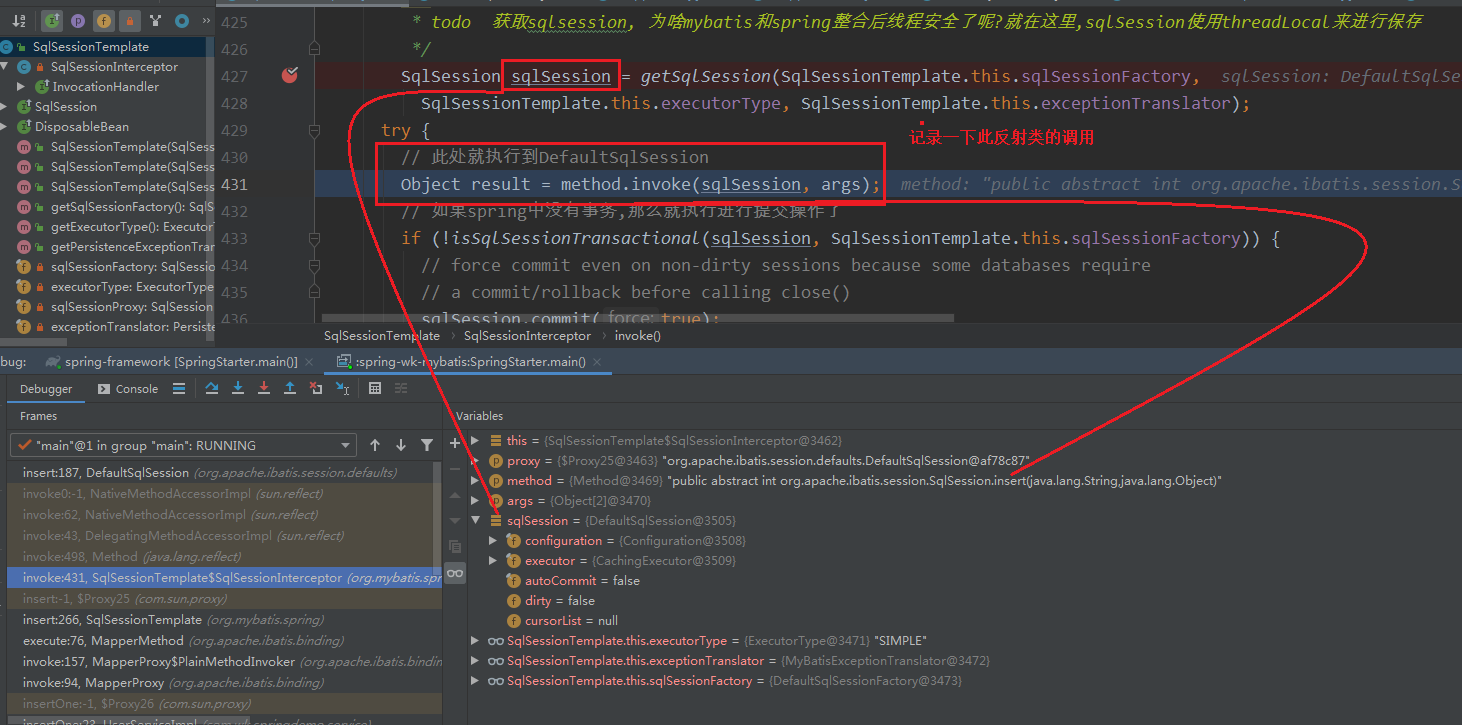 425 * todo 获取sqlsession, 为啥mybatis和spring整合后线程安全了呢?就在这里,sqlSession使用threadLocal来进行保存
426 */
427 SqlSession sqlSession = getSqlSession(SqlSessionTemplate.this.sqlSessionFactory, sqlSession: DefaultSqlSe
428 SqlSessionTemplate.this.executorType, SqlSessionTemplate.this.exceptionTranslator);
429 try {
记录一下此反射类的调用
430 // 此处就执行到DefaultSqlSession
431 Object result = method.invoke(sqlSession, args); method: "public abstract int org.apache.ibatis.session.S
432 // 如果spring中没有事务,那么就执行进行提交操作了
433 if (!isSqlSessionTransactional(sqlSession, SqlSessionTemplate.this.sqlSessionFactory)) {
434 // force commit even on non-dirty sessions because some databases require
435 // a commit/rollback before calling close()
436 sqlSession.commit( force: true);
SqlSessionTemplate
SqlSessionInterceptor
InvocationHandler
SqlSession
DisposableBean
SqlSessionTemplate(SqlSess
SqlSessionTemplate(SqlSess
SqlSessionTemplate(SqlSess
getSqlSessionFactory(): SqlS
getExecutorType(): Executor
getPersistenceExceptionTran
sqlSessionFactory: SqlSessio
executorType: ExecutorType
sqlSessionProxy: SqlSession
exceptionTranslator: Persiste
SqlSessionTemplate › SqlSessionInterceptor › invoke()
bug: spring-framework [SpringStarter.main()] × :spring-wk-mybatis:SpringStarter.main() ×
Debugger Console
Frames
"main"@1 in group "main": RUNNING
insert:187, DefaultSqlSession (org.apache.ibatis.session.defaults)
invoke0:-1, NativeMethodAccessorImpl (sun.reflect)
invoke:62, NativeMethodAccessorImpl (sun.reflect)
invoke:43, DelegatingMethodAccessorImpl (sun.reflect)
invoke:498, Method (java.lang.reflect)
invoke:431, SqlSessionTemplate$SqlSessionInterceptor (org.mybatis.spr
insert:-1, $Proxy25 (com.sun.proxy)
insert:266, SqlSessionTemplate (org.mybatis.spring)
execute:76, MapperMethod (org.apache.ibatis.binding)
invoke:157, MapperProxy$PlainMethodInvoker (org.apache.ibatis.bindin
invoke:94, MapperProxy (org.apache.ibatis.binding)
insertOne:-1, $Proxy26 (com.sun.proxy)
insertOne:23, UserServiceImpl
Variables
this = {SqlSessionTemplate$SqlSessionInterceptor@3462}
proxy = {$Proxy25@3463} "org.apache.ibatis.session.defaults.DefaultSqlSession@af78c87"
method = {Method@3469} "public abstract int org.apache.ibatis.session.SqlSession.insert(java.lang.String,java.lang.Object)"
args = {Object[2]@3470}
sqlSession = {DefaultSqlSession@3505}
configuration = {Configuration@3508}
executor = {CachingExecutor@3509}
autoCommit = false
dirty = false
cursorList = null
SqlSessionTemplate.this.executorType = {ExecutorType@3471} "SIMPLE"
SqlSessionTemplate.this.exceptionTranslator = {MyBatisExceptionTranslator@3472}
SqlSessionTemplate.this.sqlSessionFactory = {DefaultSqlSessionFactory@3473}